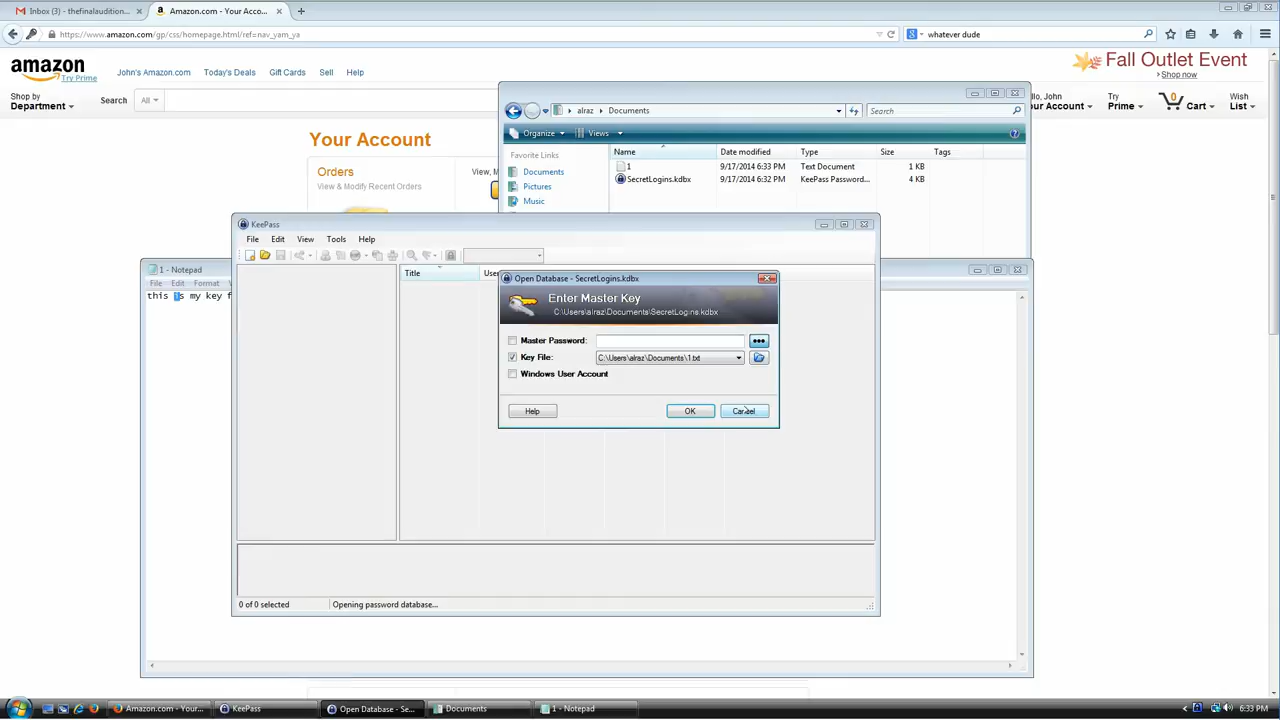 Inbox (3) - thefinalaudition...
Amazon.com - Your Acco...
https://www.amazon.com/gp/css/homepage.html/ref=nav_yam_ya
whatever dude
amazon
Try Prime
John's Amazon.com
Today's Deals
Gift Cards
Sell
Help
Fall Outlet Event
Shop now
Shop by
Department
Search
All
lo, John
Account
Try
Prime
0
Cart
Wish
List
Your Account
Orders
View & Modify Recent Orders
View, M
alraz
Documents
Search
Organize
Views
Favorite Links
Documents
Pictures
Music
Name
Date modified
Type
Size
Tags
1
9/17/2014 6:33 PM
Text Document
1 KB
SecretLogins.kdbx
9/17/2014 6:32 PM
KeePass Password...
4 KB
KeePass
File
Edit
View
Tools
Help
Title
User
1 - Notepad
File
Edit
Format
this is my key f
Open Database - SecretLogins.kdbx
Enter Master Key
C:\Users\alraz\Documents\SecretLogins.kdbx
Master Password:
Key File:
C:\Users\alraz\Documents\1.txt
Windows User Account
Help
OK
Cancel
0 of 0 selected
Opening password database...
Amazon.com - Your...
KeePass
Open Database - Se...
Documents
1 - Notepad
6:33 PM